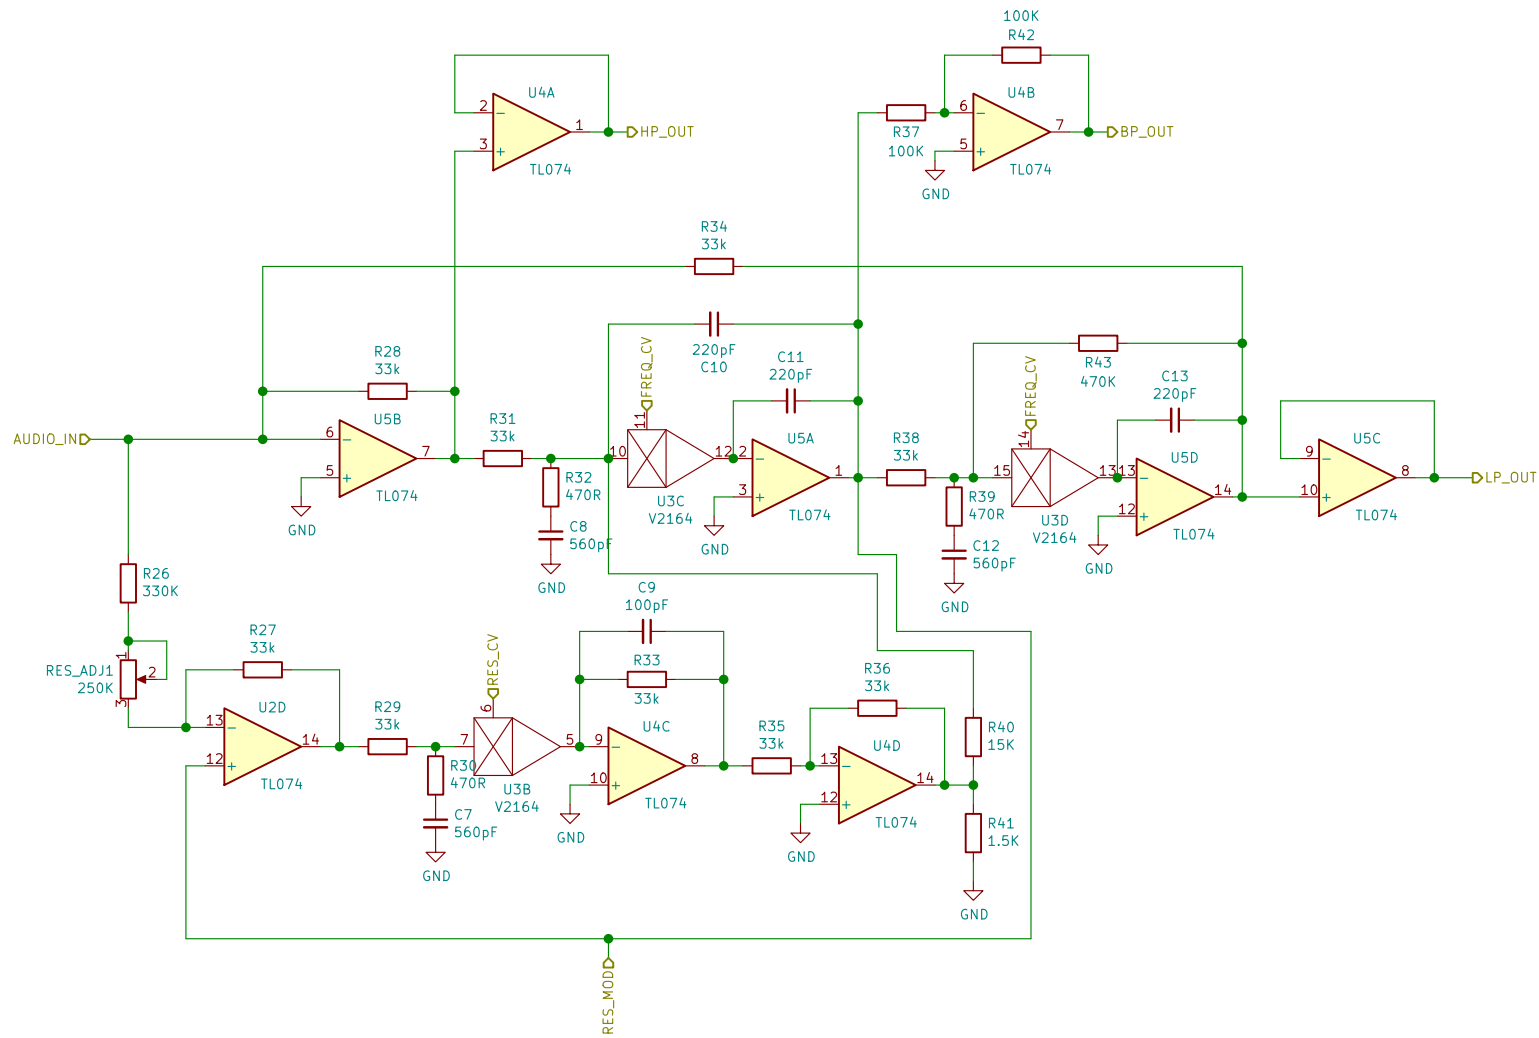 100K
R42
U4A
2
3
1
HP_OUT
TL074
U4B
6
5
7
BP_OUT
R37
100K
TL074
GND
R34
33k
220pF
C10
FREQ_CV
C11
220pF
R28
33k
U5B
AUDIO_IN
6
5
7
TL074
GND
R31
33k
R32
470R
C8
560pF
GND
10
11
12
U3C
V2164
2
3
1
U5A
TL074
GND
R38
33k
R39
470R
C12
560pF
GND
FREQ_CV
R43
470K
C13
220pF
14
15
13
U3D
V2164
13
12
14
U5D
TL074
GND
U5C
9
10
8
LP_OUT
TL074
R26
330K
RES_ADJ1
250K
1
2
3
R27
33k
U2D
13
12
14
TL074
R29
33k
R30
470R
C7
560pF
GND
RES_CV
6
7
5
U3B
V2164
C9
100pF
R33
33k
U4C
9
10
8
TL074
GND
R35
33k
R36
33k
U4D
13
12
14
TL074
GND
R40
15K
R41
1.5K
GND
RES_MOD